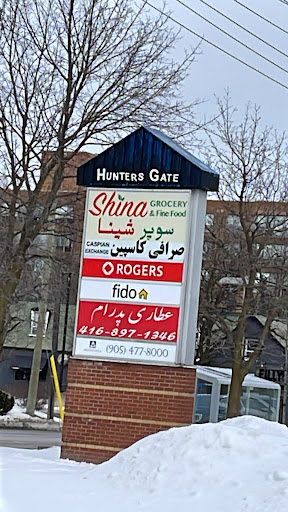 HUNTERS GATE
Shina GROCERY
& Fine Food
سوپر شینا
CASPIAN
EXCHANGE صرافی کاسپین
ROGERS
fido
عطاری پدرام
416-897-1346
(905) 477-8000